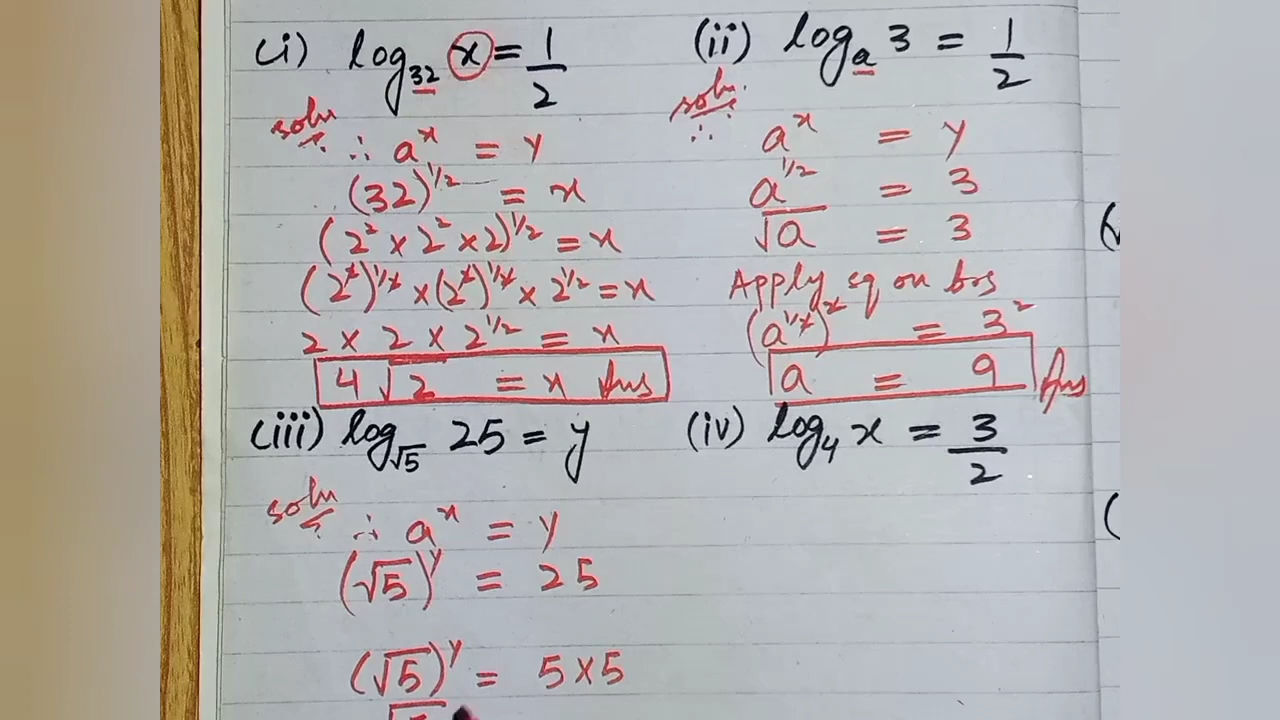 (i) log₃₂ x = 1/2
soln
∴ aˣ = y
(32)^1/2 = x
(2² × 2² × 2)^1/2 = x
(2²)^1/2 × (2²)^1/2 × 2^1/2 = x
2 × 2 × 2^1/2 = x
4 √2 = x Ans
(ii) logₐ 3 = 1/2
soln.
∴ aˣ = y
a^1/2 = 3
√a = 3
Apply sq on b.s
(a^1/2)² = 3²
a = 9 Ans
(iii) log_√5 25 = y
soln
∴ aˣ = y
(√5)^y = 25
(√5)^y = 5×5
(iv) log₄ x = 3/2